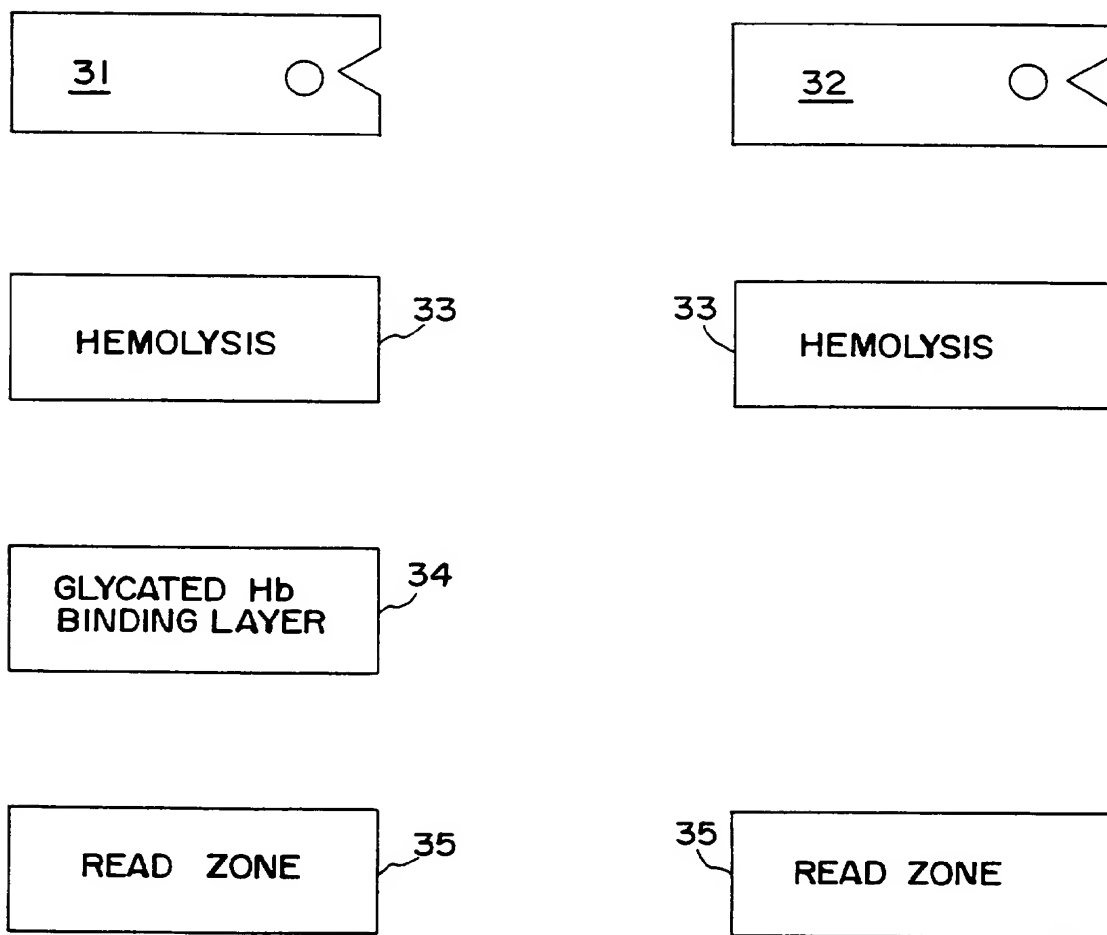 31
32
HEMOLYSIS
33
33
HEMOLYSIS
GLYCATED Hb
BINDING LAYER
34
READ ZONE
35
35
READ ZONE